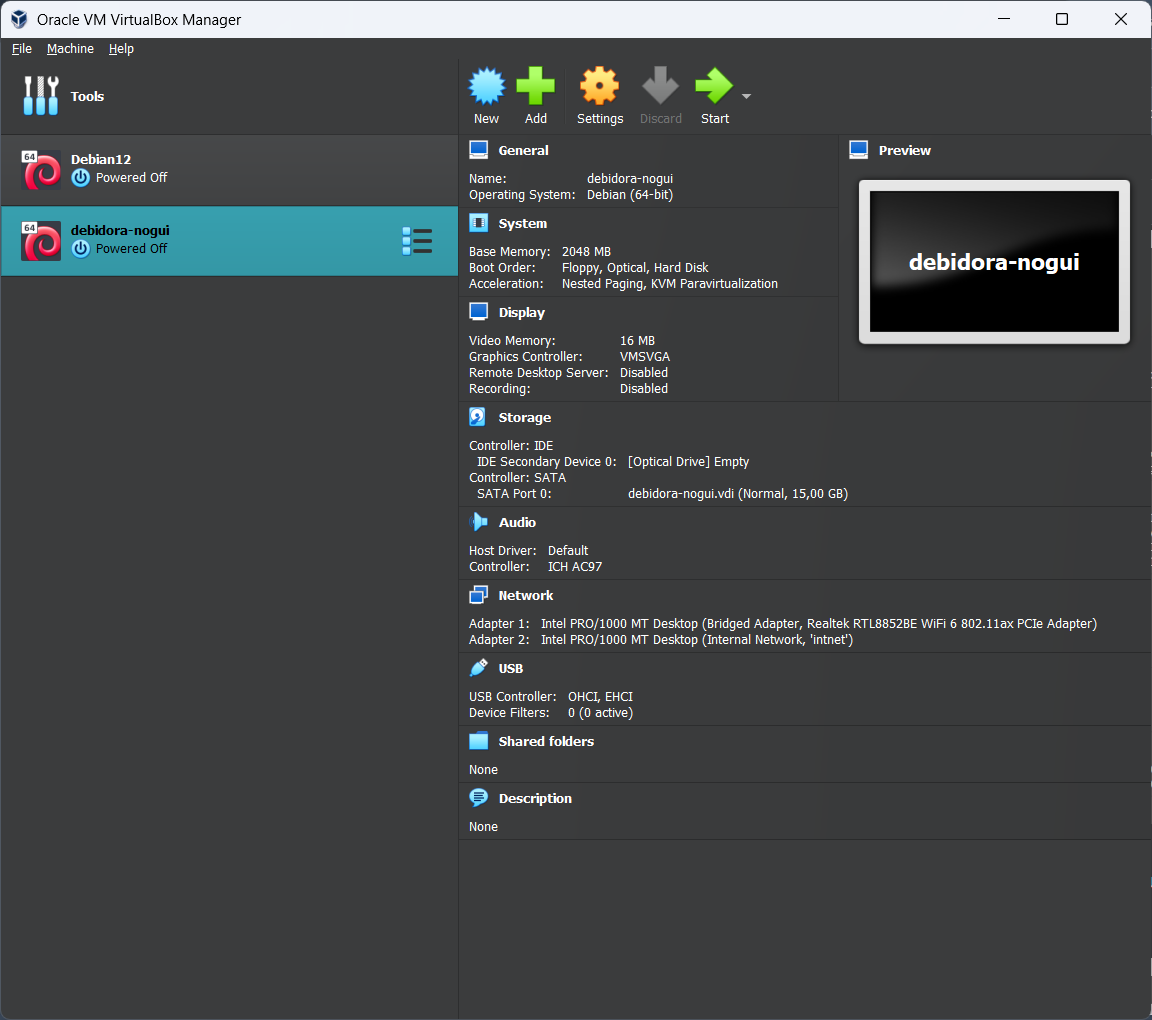 Oracle VM VirtualBox Manager
File Machine Help
Tools
New Add Settings Discard Start
64 Debian12
Powered Off
64 debidora-nogui
Powered Off
General
Name: debidora-nogui
Operating System: Debian (64-bit)
System
Base Memory: 2048 MB
Boot Order: Floppy, Optical, Hard Disk
Acceleration: Nested Paging, KVM Paravirtualization
Display
Video Memory: 16 MB
Graphics Controller: VMSVGA
Remote Desktop Server: Disabled
Recording: Disabled
Preview
debidora-nogui
Storage
Controller: IDE
IDE Secondary Device 0: [Optical Drive] Empty
Controller: SATA
SATA Port 0: debidora-nogui.vdi (Normal, 15,00 GB)
Audio
Host Driver: Default
Controller: ICH AC97
Network
Adapter 1: Intel PRO/1000 MT Desktop (Bridged Adapter, Realtek RTL8852BE WiFi 6 802.11ax PCIe Adapter)
Adapter 2: Intel PRO/1000 MT Desktop (Internal Network, 'intnet')
USB
USB Controller: OHCI, EHCI
Device Filters: 0 (0 active)
Shared folders
None
Description
None